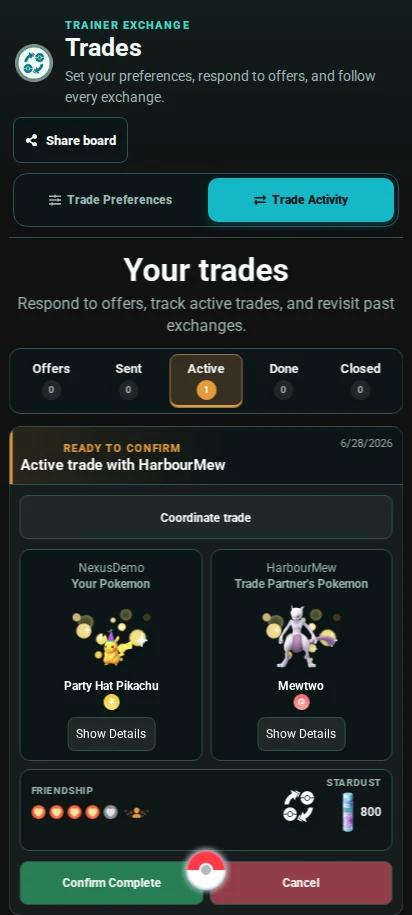 TRAINER EXCHANGE
Trades
Set your preferences, respond to offers, and follow
every exchange.
Share board
Trade Preferences
Trade Activity
Your trades
Respond to offers, track active trades, and revisit past
exchanges.
Offers
0
Sent
0
Active
1
Done
0
Closed
0
READY TO CONFIRM
6/28/2026
Active trade with HarbourMew
Coordinate trade
NexusDemo
Your Pokemon
Party Hat Pikachu
Show Details
HarbourMew
Trade Partner's Pokemon
Mewtwo
Show Details
FRIENDSHIP
STARDUST
800
Confirm Complete
Cancel